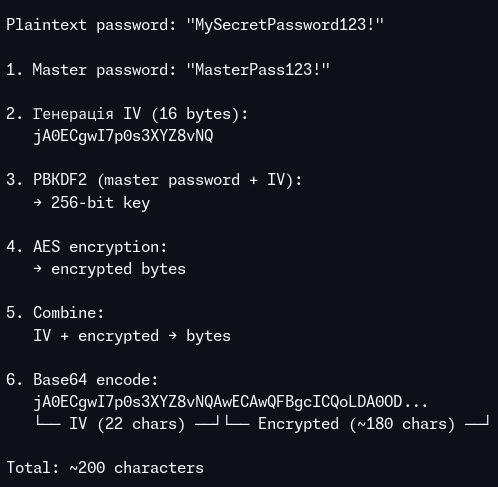 Plaintext password: "MySecretPassword123!"
1. Master password: "MasterPass123!"
2. Генерація IV (16 bytes):
jA0ECgwI7p0s3XYZ8vNQ
3. PBKDF2 (master password + IV):
→ 256-bit key
4. AES encryption:
→ encrypted bytes
5. Combine:
IV + encrypted → bytes
6. Base64 encode:
jA0ECgwI7p0s3XYZ8vNQAwECAwQFBgcICQoLDA0OD...
└── IV (22 chars) ──┘└── Encrypted (~180 chars) ──┘
Total: ~200 characters